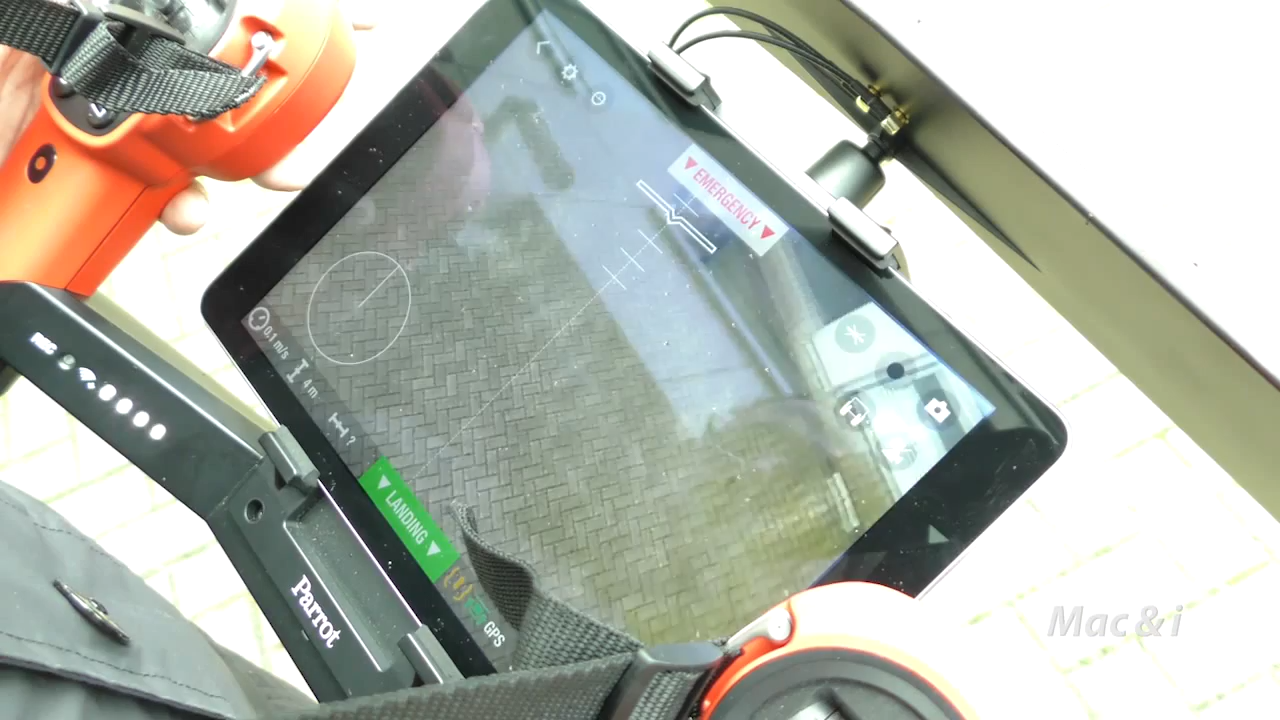 ▼ EMERGENCY ▼
0.1 m/s
4 m
?
▼ LANDING ▼
GPS
Parrot
Mac & i